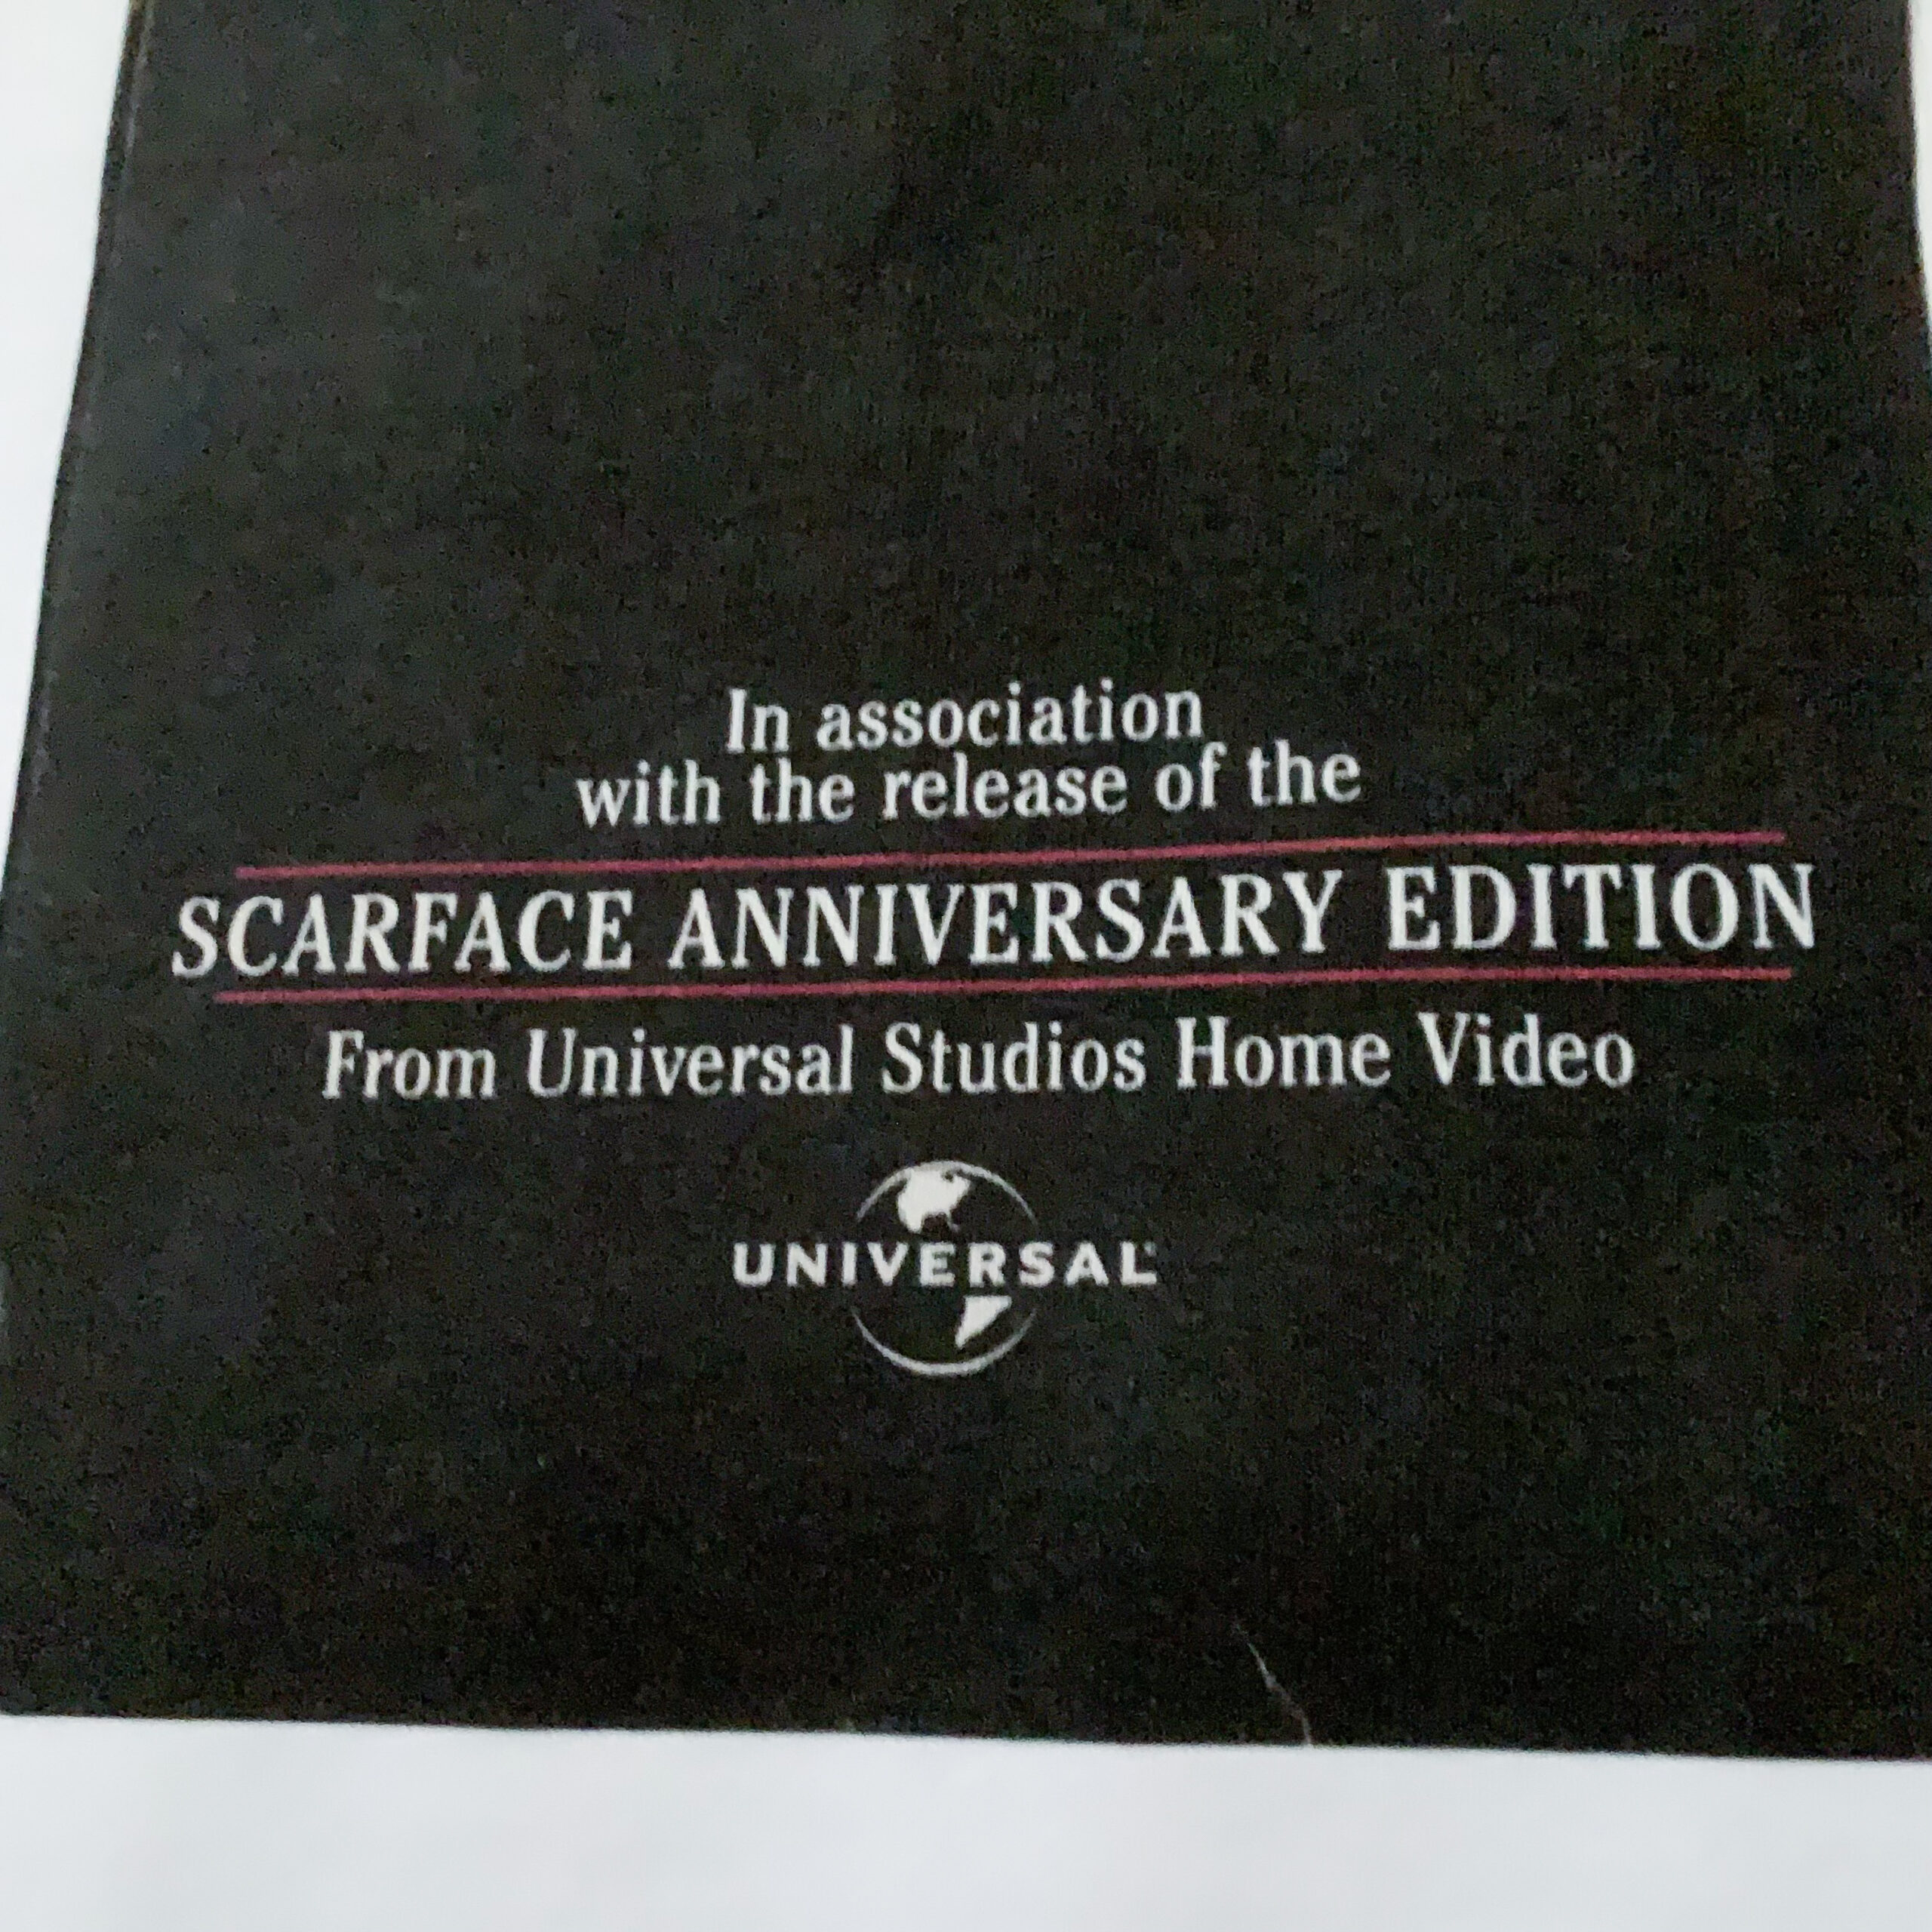 In association
with the release of the
SCARFACE ANNIVERSARY EDITION
From Universal Studios Home Video
UNIVERSAL